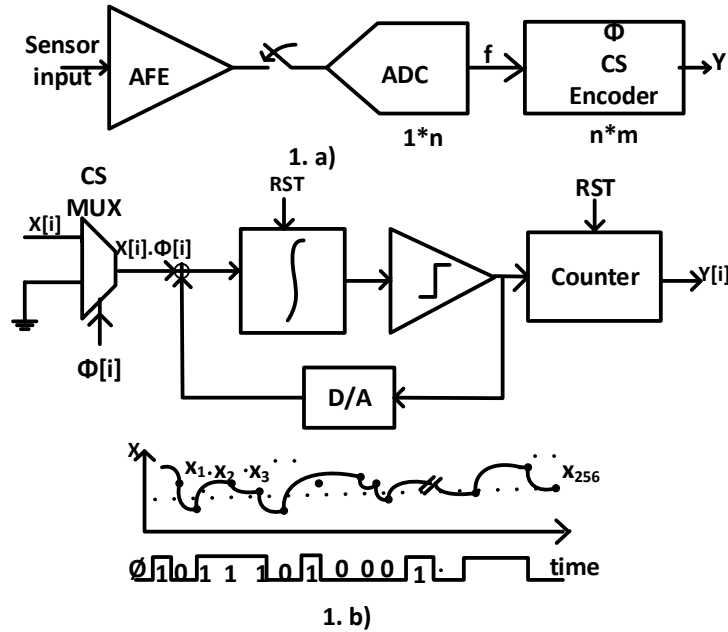 Sensor input
AFE
ADC
f
Φ
CS
Encoder
Y
1*n
n*m
1. a)
CS
MUX
RST
RST
X[i]
X[i].Φ[i]
Counter
Y[i]
Φ[i]
D/A
X
x1
x2
x3
x256
Ø 1 0 1 1 1 0 1 0 0 0 1
time
1. b)